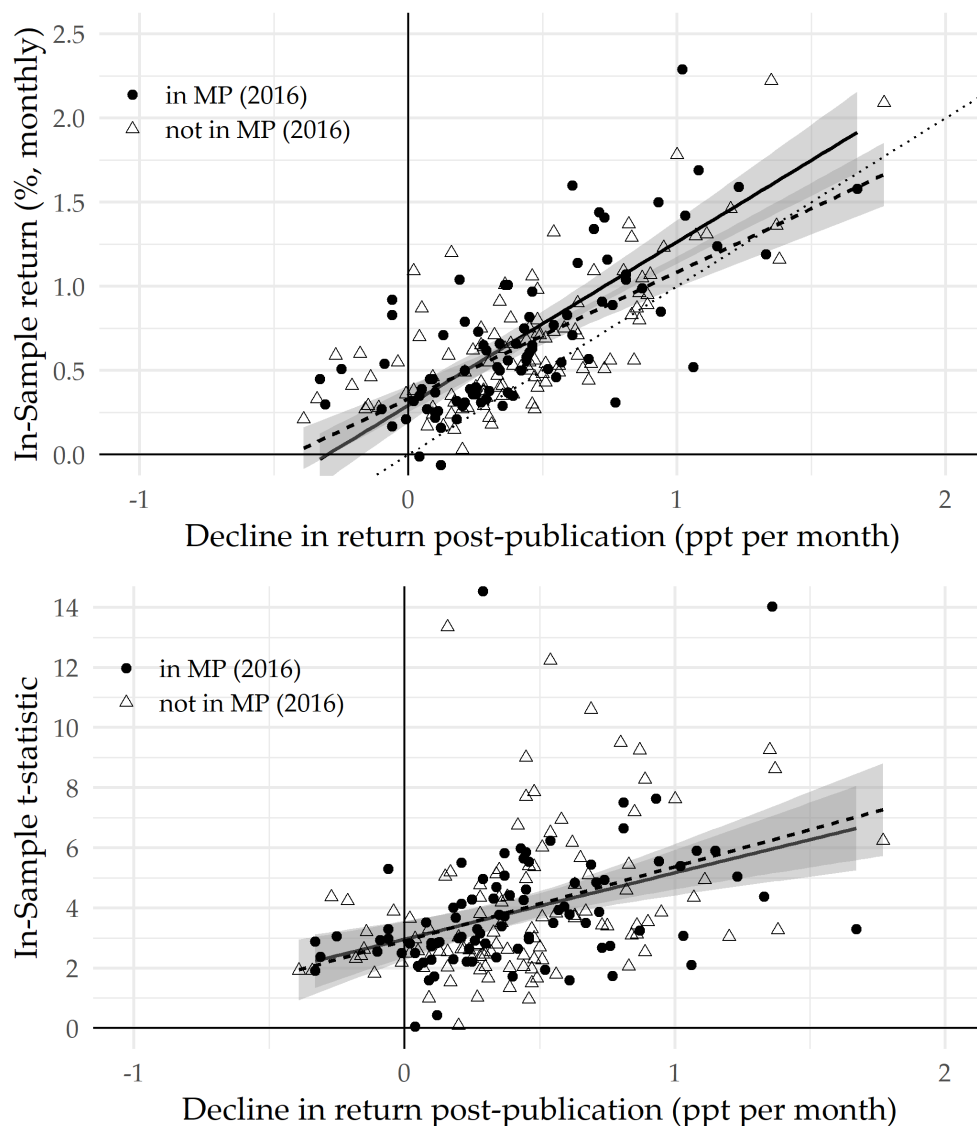 In-Sample return (%, monthly)
2.5
2.0
1.5
1.0
0.5
0.0
in MP (2016)
not in MP (2016)
-1 0 1 2
Decline in return post-publication (ppt per month)
In-Sample t-statistic
14
12
10
8
6
4
2
0
in MP (2016)
not in MP (2016)
-1 0 1 2
Decline in return post-publication (ppt per month)